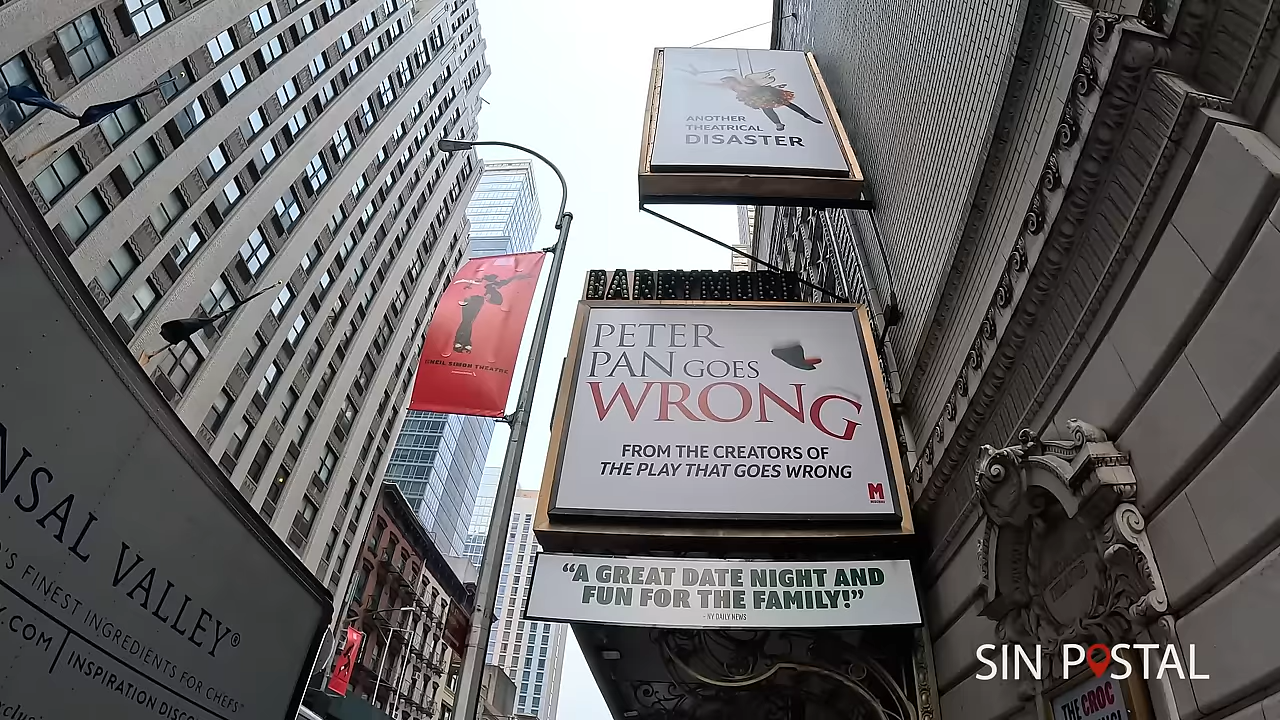 ANOTHER
THEATRICAL
DISASTER
BARRYMORE
PETER
PAN GOES
WRONG
FROM THE CREATORS OF
THE PLAY THAT GOES WRONG
M
"A GREAT DATE NIGHT AND
FUN FOR THE FAMILY!"
- NY DAILY NEWS
NEIL SIMON THEATRE
NSAL VALLEY®
'S FINEST INGREDIENTS FOR CHEFS
.COM | INSPIRATION DISCO
SIN POSTAL
THE CROC